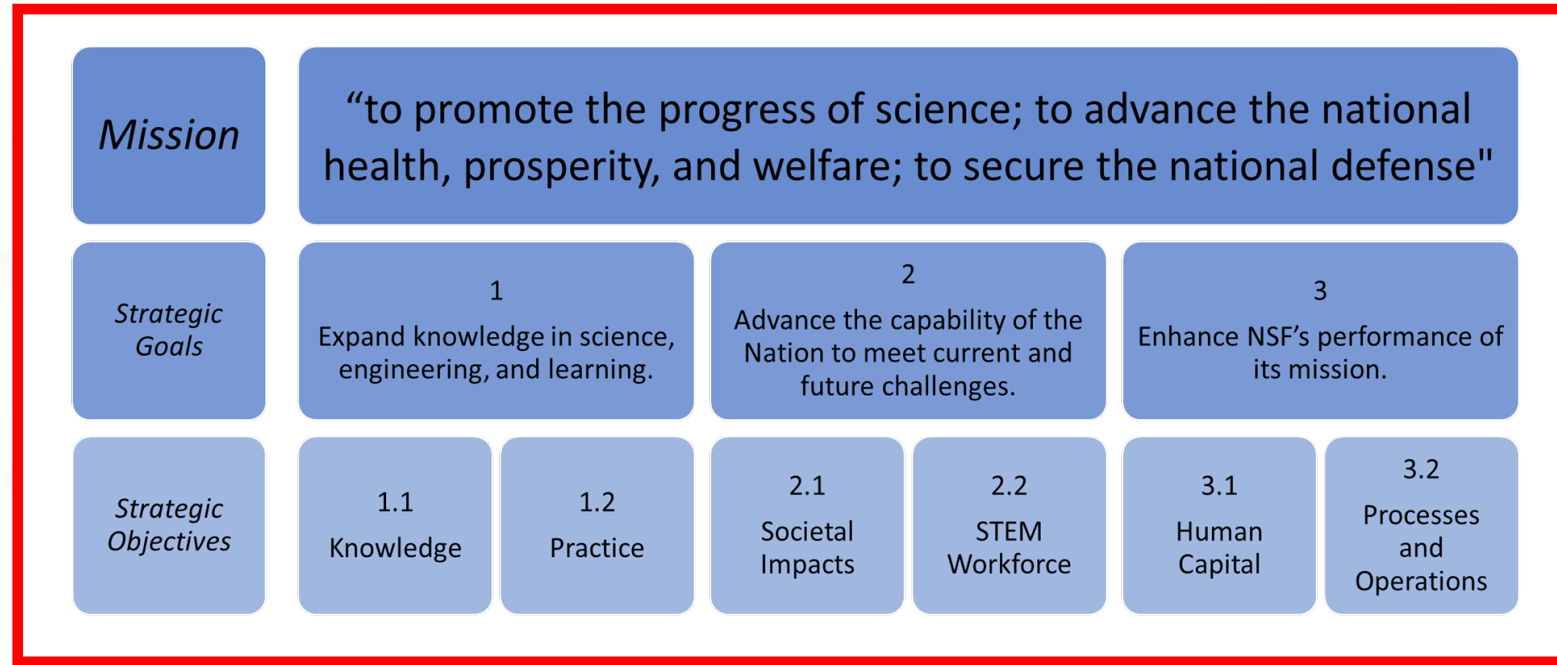 Mission
“to promote the progress of science; to advance the national
health, prosperity, and welfare; to secure the national defense"
Strategic
Goals
1
Expand knowledge in science,
engineering, and learning.
2
Advance the capability of the
Nation to meet current and
future challenges.
3
Enhance NSF’s performance of
its mission.
Strategic
Objectives
1.1
Knowledge
1.2
Practice
2.1
Societal
Impacts
2.2
STEM
Workforce
3.1
Human
Capital
3.2
Processes
and
Operations